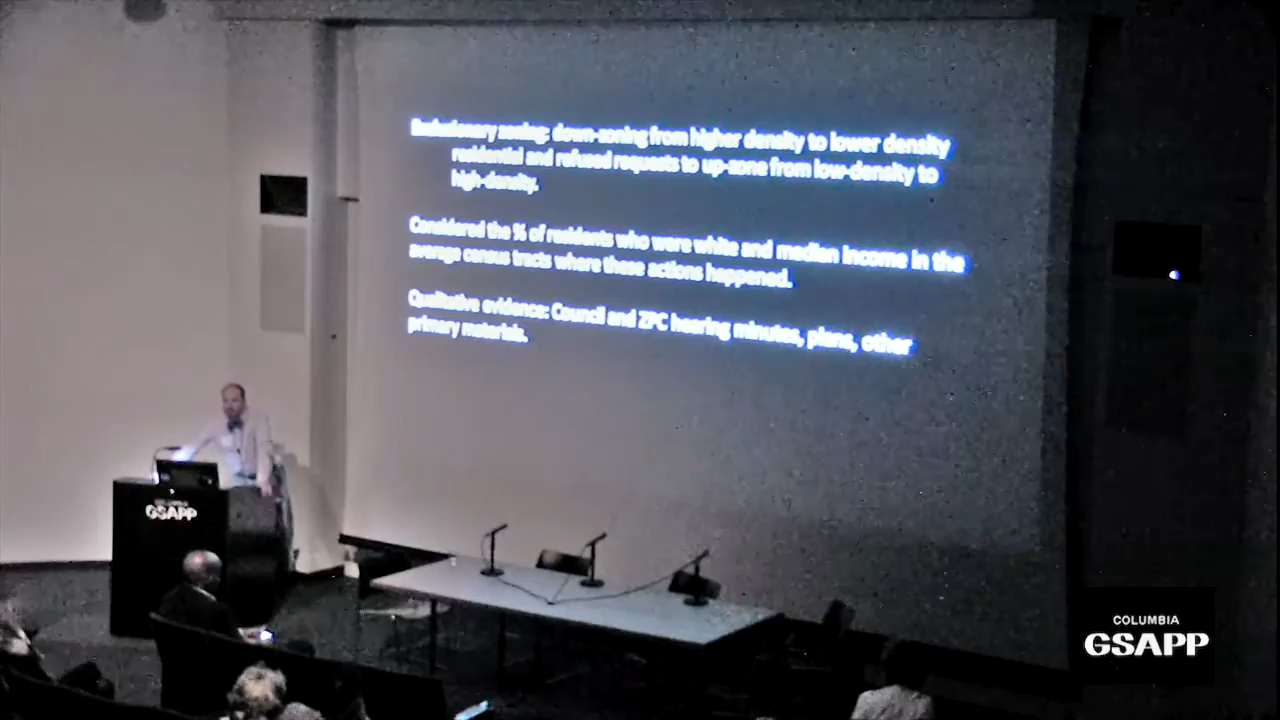 Exclusionary zoning: down-zoning from higher density to lower density
residential and refused requests to up-zone from low-density to
high-density.
Considered the % of residents who were white and median income in the
average census tracts where these actions happened.
Qualitative evidence: Council and ZPC hearing minutes, plans, other
primary materials.
COLUMBIA
GSAPP
COLUMBIA
GSAPP